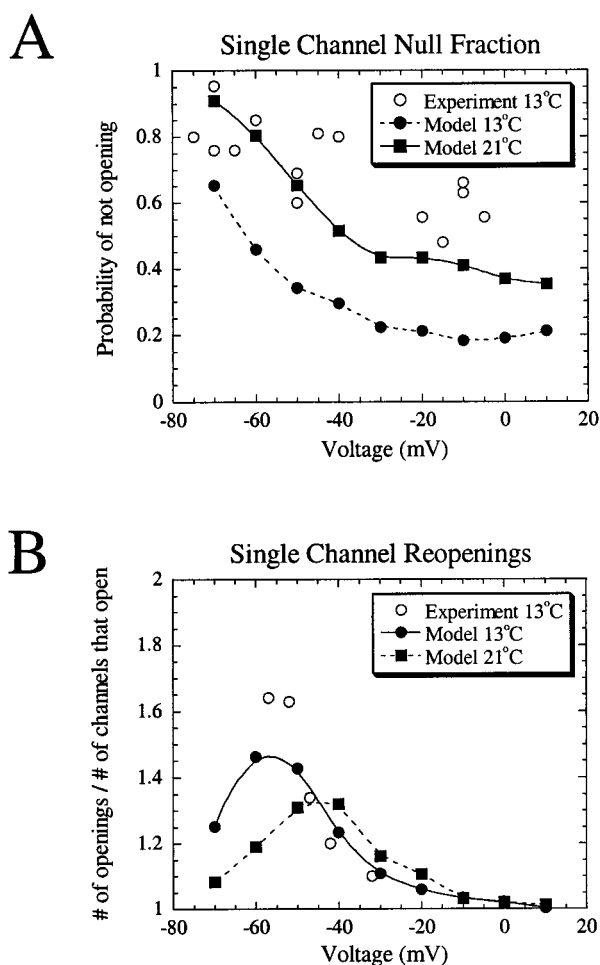 A
Single Channel Null Fraction
Probability of not opening
1
0.8
0.6
0.4
0.2
0
Experiment 13°C
Model 13°C
Model 21°C
-80 -60 -40 -20 0 20
Voltage (mV)
B
Single Channel Reopenings
# of openings / # of channels that open
2
1.8
1.6
1.4
1.2
1
Experiment 13°C
Model 13°C
Model 21°C
-80 -60 -40 -20 0 20
Voltage (mV)